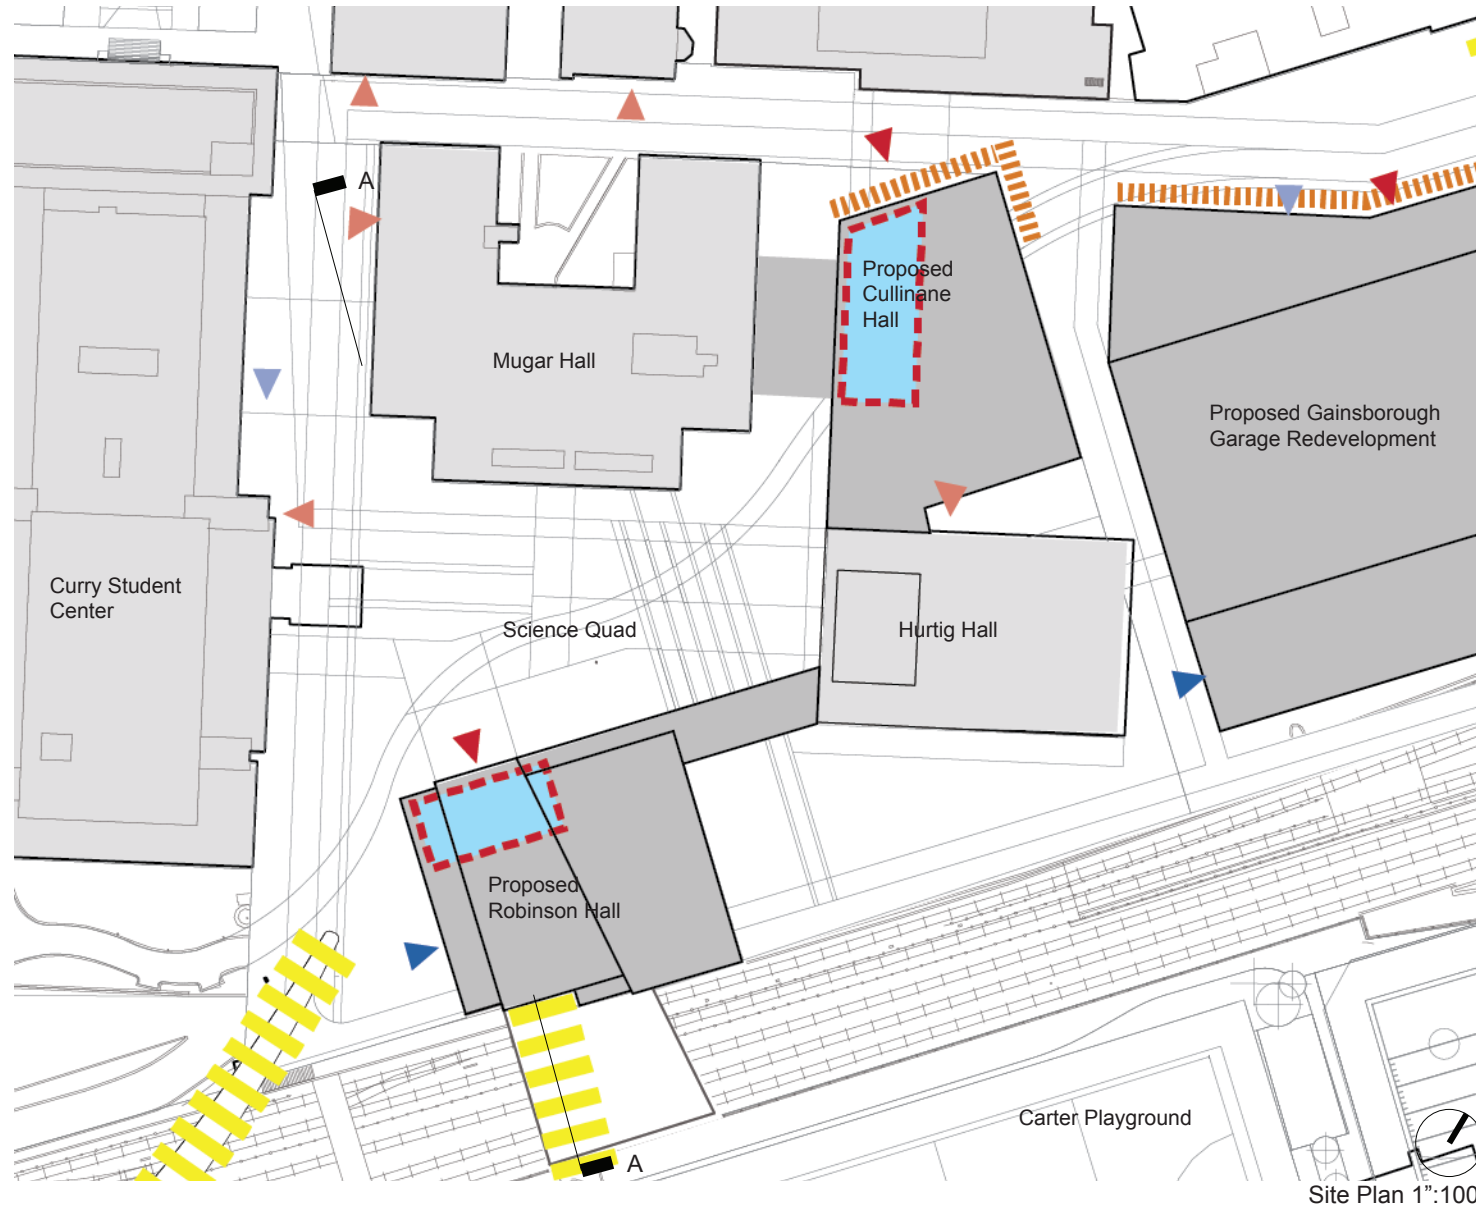 A
Proposed
Cullinane
Hall
Mugar Hall
Proposed Gainsborough
Garage Redevelopment
Curry Student
Center
Science Quad
Hurtig Hall
Proposed
Robinson Hall
Carter Playground
A
Site Plan 1":100